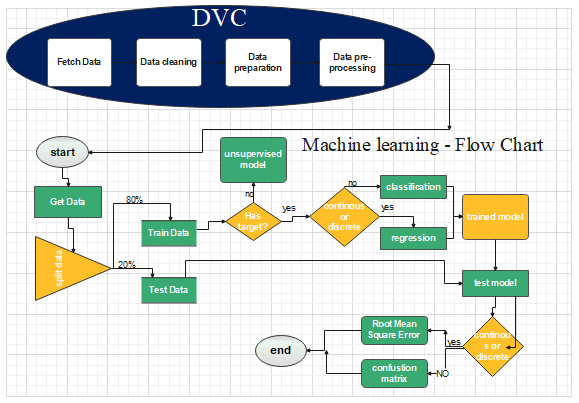 DVC
Fetch Data
Data cleaning
Data
preparation
Data pre-
processing
Machine learning - Flow Chart
start
unsupervised
model
Get Data
80%
Train Data
no
Has
target?
yes
continous
or
discrete
no
yes
classification
regression
trained model
split data
20%
Test Data
test model
Root Mean
Square Error
yes
continou
s or
discrete
end
confustion
matrix
NO